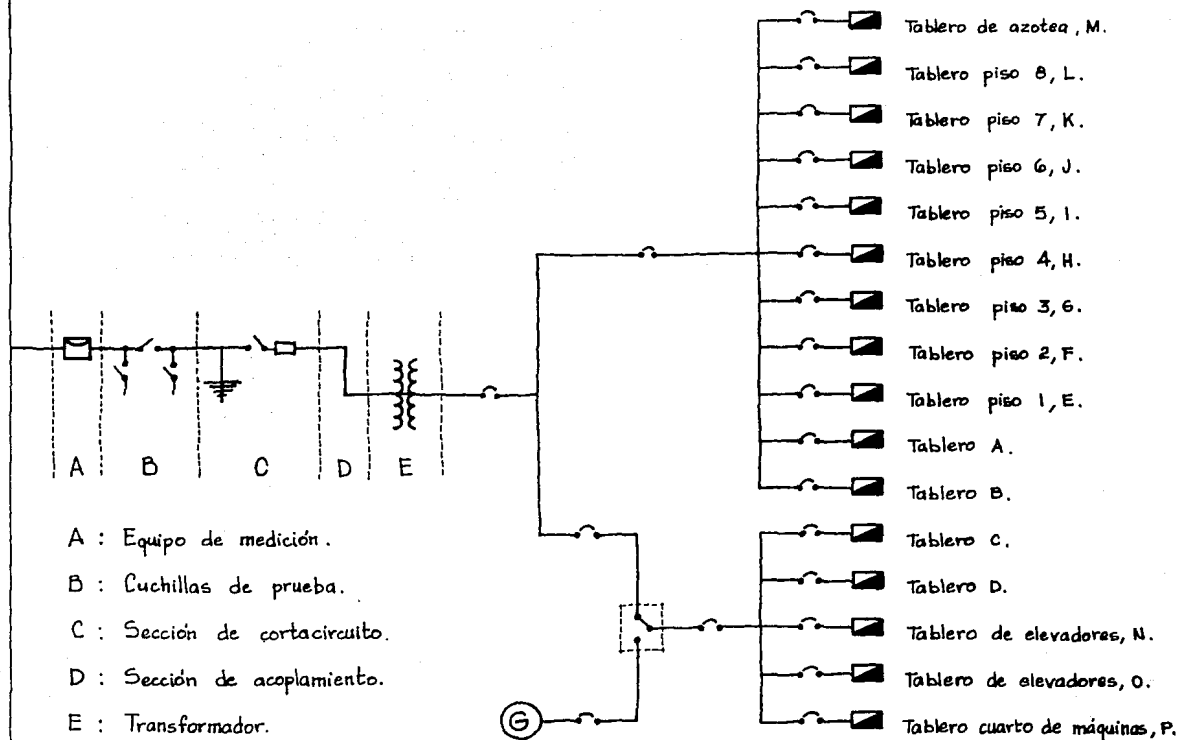 Tablero de azotea, M.
Tablero piso 8, L.
Tablero piso 7, K.
Tablero piso 6, J.
Tablero piso 5, I.
Tablero piso 4, H.
Tablero piso 3, G.
Tablero piso 2, F.
Tablero piso 1, E.
Tablero A.
Tablero B.
Tablero C.
Tablero D.
Tablero de elevadores, N.
Tablero de elevadores, O.
Tablero cuarto de máquinas, P.
A B C D E
A : Equipo de medición.
B : Cuchillas de prueba.
C : Sección de cortacircuito.
D : Sección de acoplamiento.
E : Transformador.
G